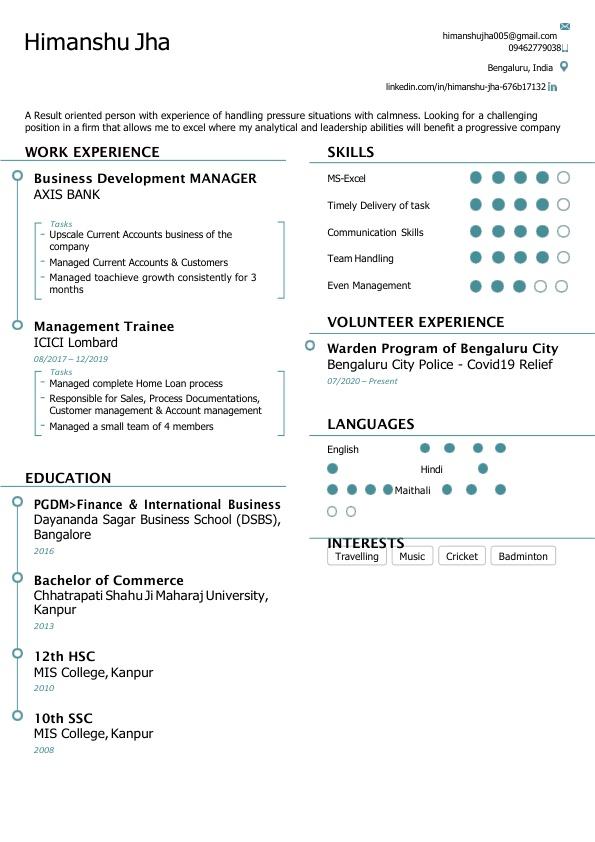 Himanshu Jha
himanshujha005@gmail.com
09462779038
Bengaluru, India
linkedin.com/in/himanshu-jha-676b17132
A Result oriented person with experience of handling pressure situations with calmness. Looking for a challenging
position in a firm that allows me to excel where my analytical and leadership abilities will benefit a progressive company
WORK EXPERIENCE
Business Development MANAGER
AXIS BANK
Tasks
- Upscale Current Accounts business of the
company
- Managed Current Accounts & Customers
- Managed toachieve growth consistently for 3
months
Management Trainee
ICICI Lombard
08/2017 – 12/2019
Tasks
- Managed complete Home Loan process
- Responsible for Sales, Process Documentations,
Customer management & Account management
- Managed a small team of 4 members
EDUCATION
PGDM>Finance & International Business
Dayananda Sagar Business School (DSBS),
Bangalore
2016
Bachelor of Commerce
Chhatrapati Shahu Ji Maharaj University,
Kanpur
2013
12th HSC
MIS College, Kanpur
2010
10th SSC
MIS College, Kanpur
2008
SKILLS
MS-Excel
Timely Delivery of task
Communication Skills
Team Handling
Even Management
VOLUNTEER EXPERIENCE
Warden Program of Bengaluru City
Bengaluru City Police - Covid19 Relief
07/2020 – Present
LANGUAGES
English
Hindi
Maithali
INTERESTS
Travelling Music Cricket Badminton